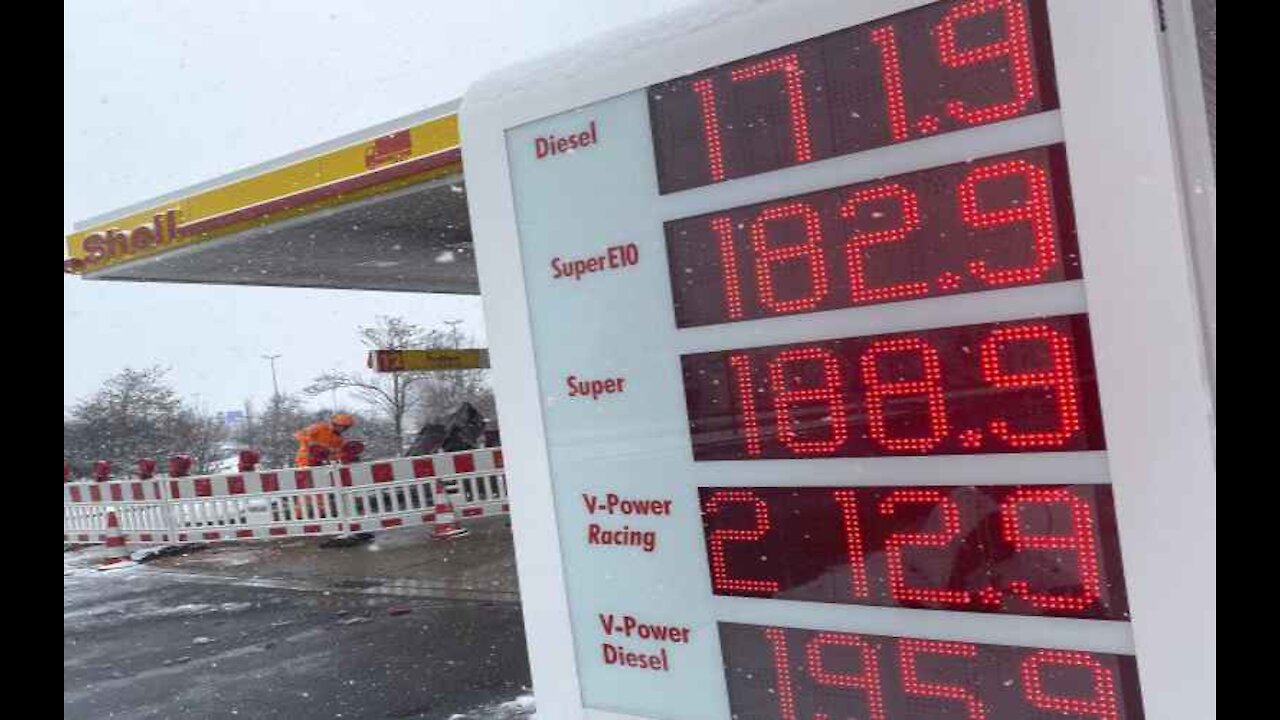 Shell
Diesel 171.9
Super E10 182.9
Super 188.9
V-Power
Racing 212.9
V-Power
Diesel 195.9
12